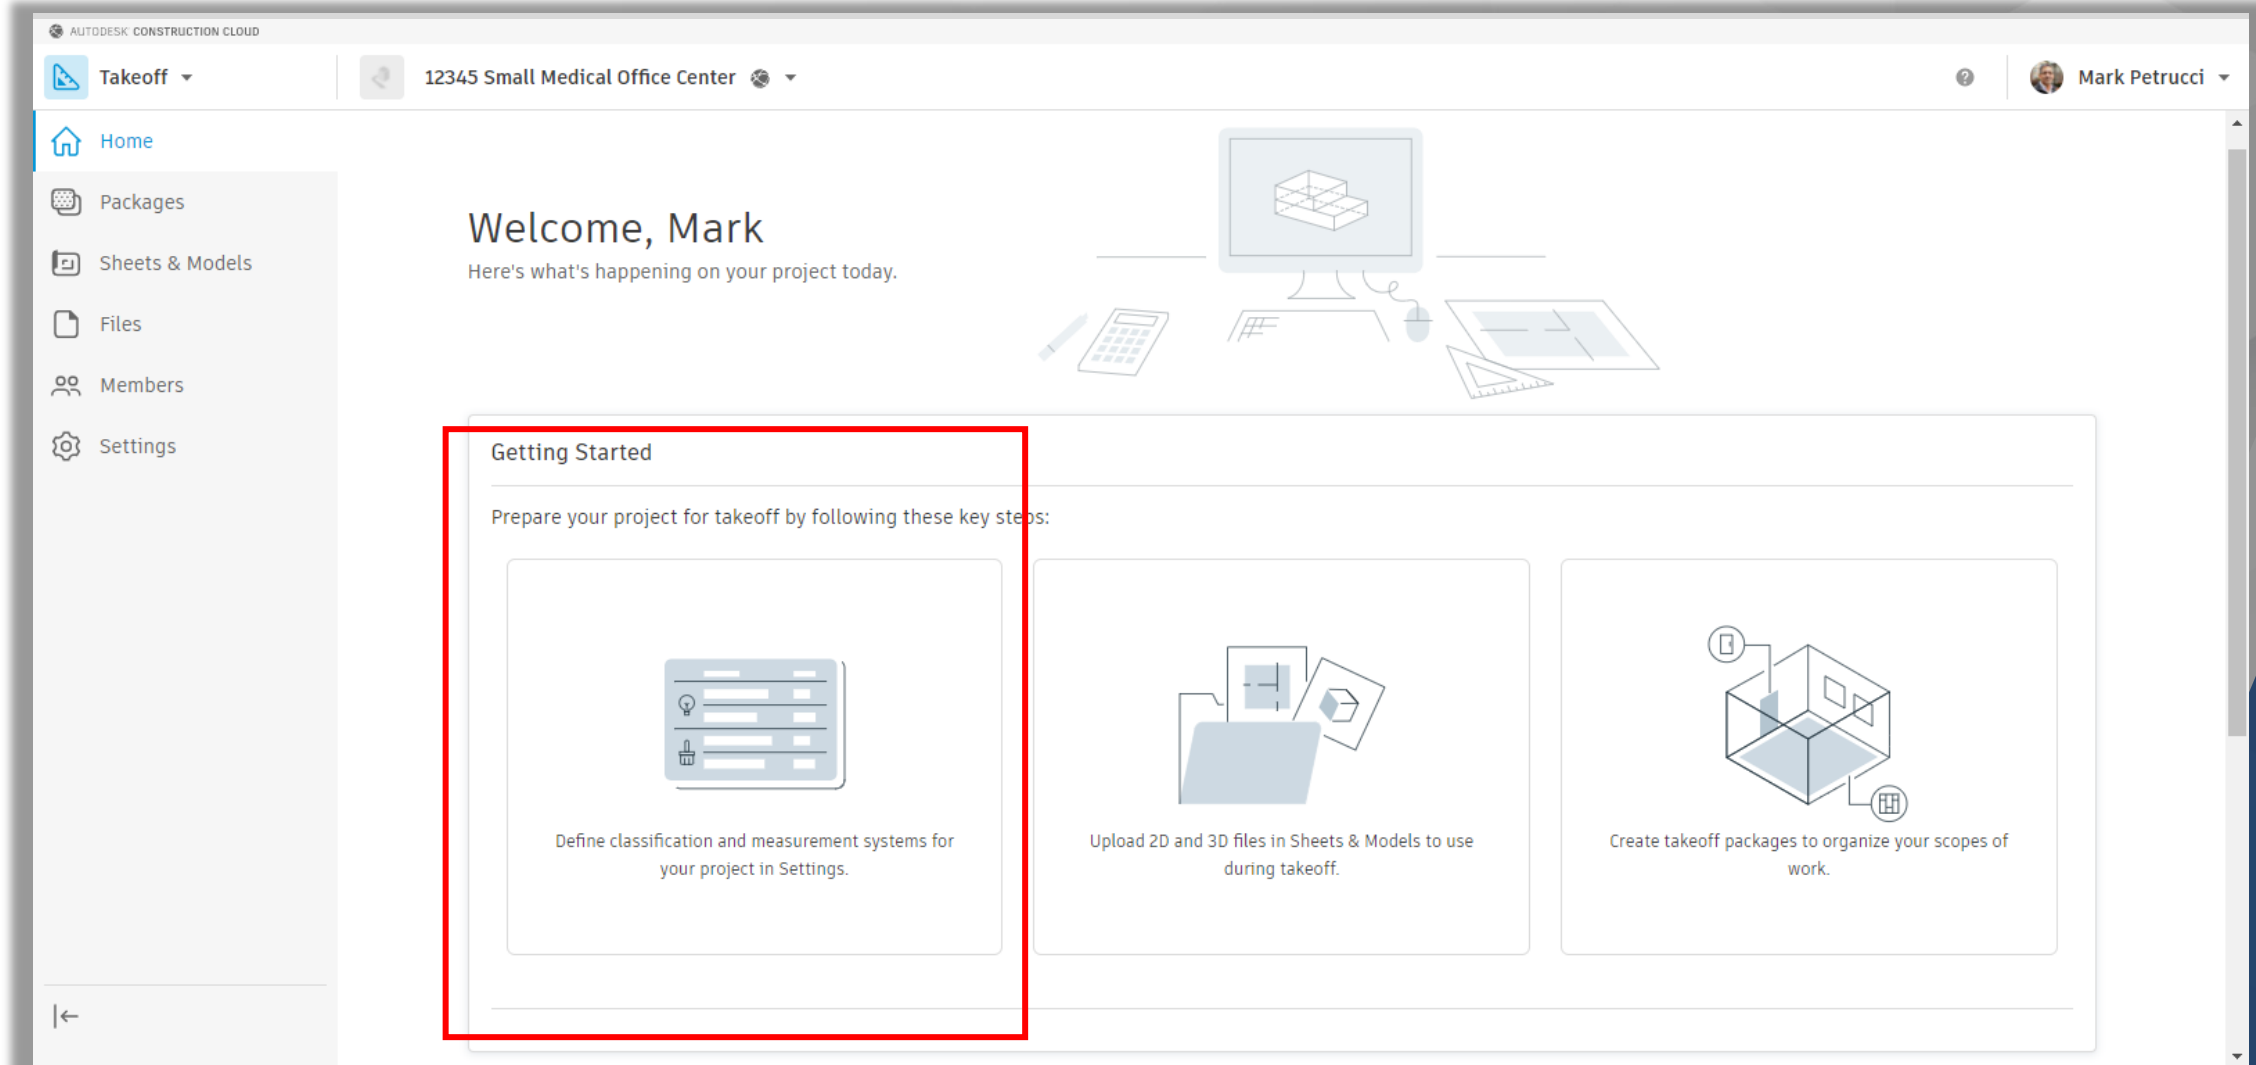 AUTODESK CONSTRUCTION CLOUD
Takeoff
12345 Small Medical Office Center
Mark Petrucci
Home
Packages
Sheets & Models
Files
Members
Settings
Welcome, Mark
Here's what's happening on your project today.
Getting Started
Prepare your project for takeoff by following these key steps:
Define classification and measurement systems for
your project in Settings.
Upload 2D and 3D files in Sheets & Models to use
during takeoff.
Create takeoff packages to organize your scopes of
work.